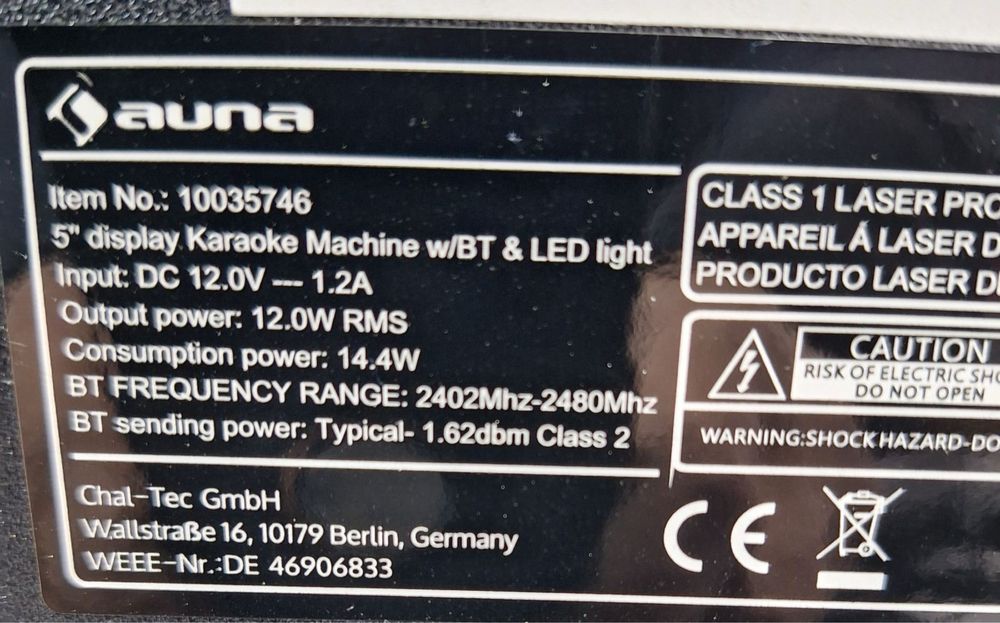 auna
Item No.: 10035746
5" display Karaoke Machine w/BT & LED light
Input: DC 12.0V --- 1.2A
Output power: 12.0W RMS
Consumption power: 14.4W
BT FREQUENCY RANGE: 2402Mhz-2480Mhz
BT sending power: Typical- 1.62dbm Class 2
Chal-Tec GmbH
Wallstraße 16, 10179 Berlin, Germany
WEEE-Nr.:DE 46906833
CLASS 1 LASER PRO
APPAREIL Á LASER D
PRODUCTO LASER D
CAUTION
RISK OF ELECTRIC SHO
DO NOT OPEN
WARNING:SHOCK HAZARD-DO
CE